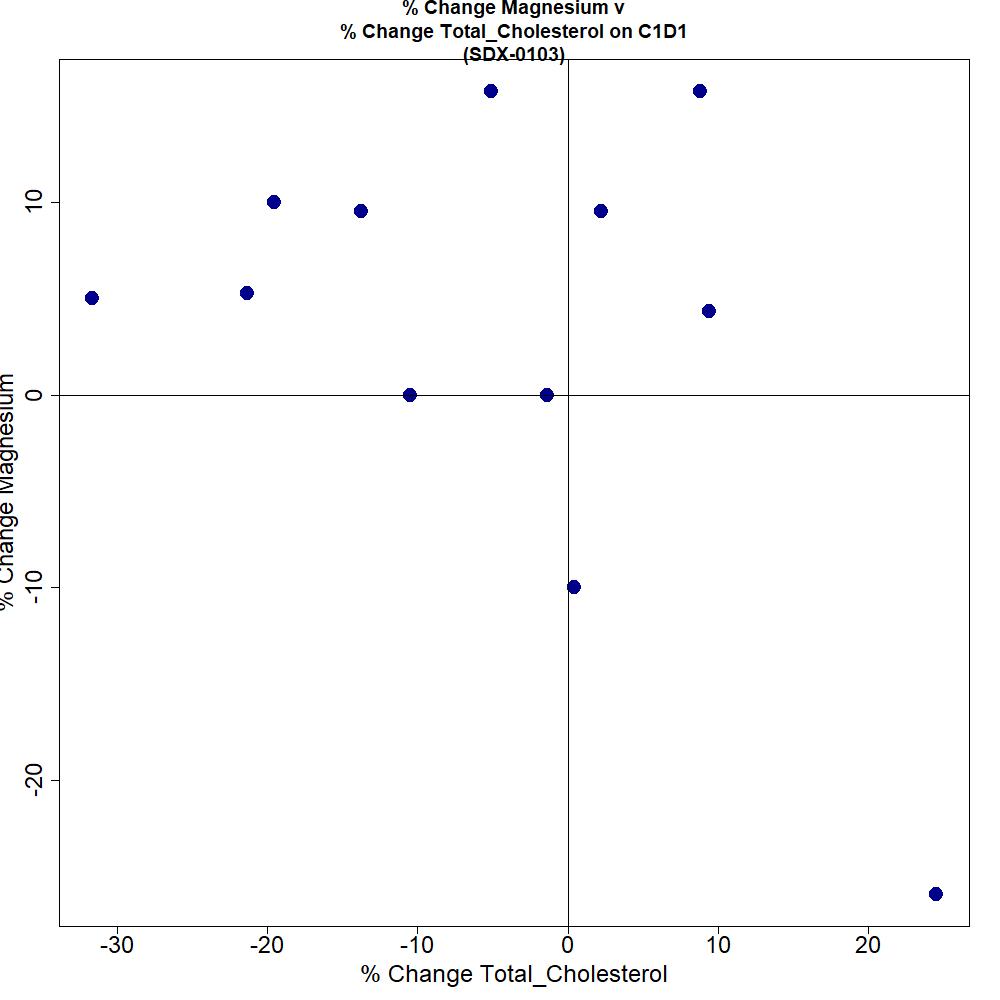 % Change Magnesium v
% Change Total_Cholesterol on C1D1
(SDX-0103)
10
0
-10
-20
% Change Magnesium
-30
-20
-10
0
10
20
% Change Total_Cholesterol